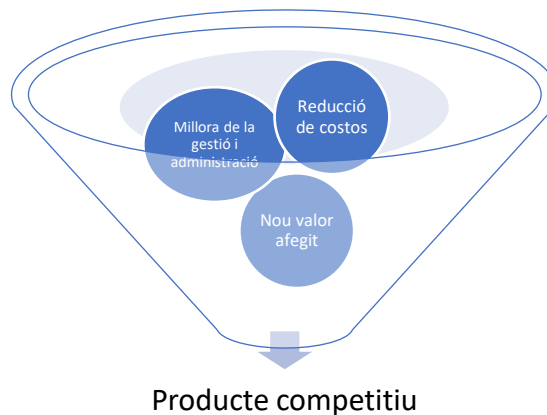 Reducció
de costos
Millora de la
gestió i
administració
Nou valor
afegit
Producte competitiu